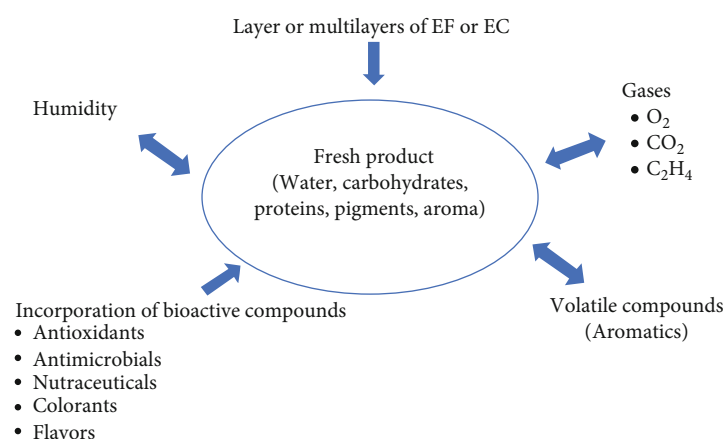 Layer or multilayers of EF or EC
Humidity
Gases
• O₂
• CO₂
• C₂H₄
Fresh product
(Water, carbohydrates,
proteins, pigments, aroma)
Incorporation of bioactive compounds
• Antioxidants
• Antimicrobials
• Nutraceuticals
• Colorants
• Flavors
Volatile compounds
(Aromatics)